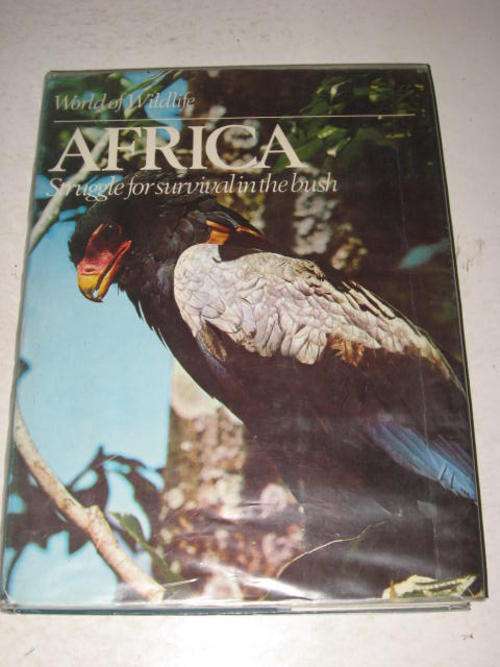 World of Wildlife
AFRICA
Struggle for survival in the bush